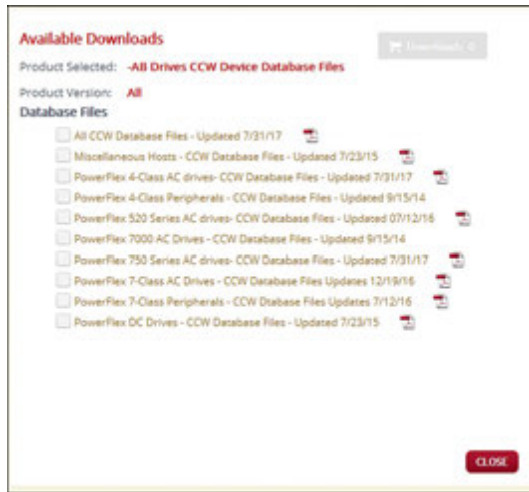 Available Downloads
Downloads 0
Product Selected: -AB Drives CCW Device Database Files
Product Version: All
Database Files
All CCW Database Files - Updated 7/31/17
Miscellaneous Hosts - CCW Database Files - Updated 7/23/15
PowerFlex 4-Class AC drives- CCW Database Files - Updated 7/31/17
PowerFlex 4-Class Peripherals - CCW Database Files - Updated 9/15/14
PowerFlex 520 Series AC drives- CCW Database Files - Updated 07/12/16
PowerFlex 7000 AC Drives - CCW Database Files - Updated 9/15/14
PowerFlex 750 Series AC drives- CCW Database Files - Updated 7/31/17
PowerFlex 7-Class AC Drives - CCW Database Files Updates 12/19/16
PowerFlex 7-Class Peripherals - CCW Dtabase Files Updates 7/12/16
PowerFlex DC Drives - CCW Database Files - Updated 7/23/15
CLOSE